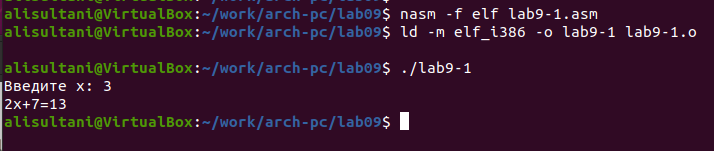 alisultani@VirtualBox:~/work/arch-pc/lab09$ nasm -f elf lab9-1.asm
alisultani@VirtualBox:~/work/arch-pc/lab09$ ld -m elf_i386 -o lab9-1 lab9-1.o
alisultani@VirtualBox:~/work/arch-pc/lab09$ ./lab9-1
Введите x: 3
2x+7=13
alisultani@VirtualBox:~/work/arch-pc/lab09$